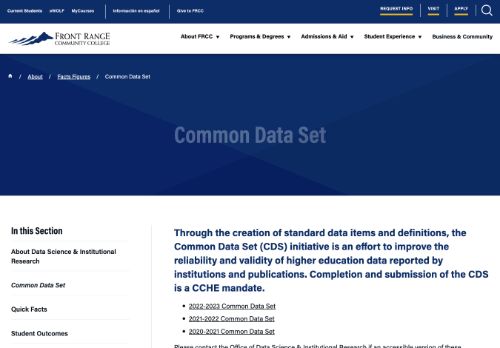 Current Students eWOLF MyCourses Información en español Give to FRCC REQUEST INFO VISIT APPLY
FRONT RANGE
COMMUNITY COLLEGE
About FRCC Programs & Degrees Admissions & Aid Student Experience Business & Community
/ About / Facts Figures / Common Data Set
Common Data Set
In this Section
About Data Science & Institutional
Research
Common Data Set
Quick Facts
Student Outcomes
Through the creation of standard data items and definitions, the
Common Data Set (CDS) initiative is an effort to improve the
reliability and validity of higher education data reported by
institutions and publications. Completion and submission of the CDS
is a CCHE mandate.
• 2022-2023 Common Data Set
• 2021-2022 Common Data Set
• 2020-2021 Common Data Set
Please contact the Office of Data Science & Institutional Research if an accessible version of these